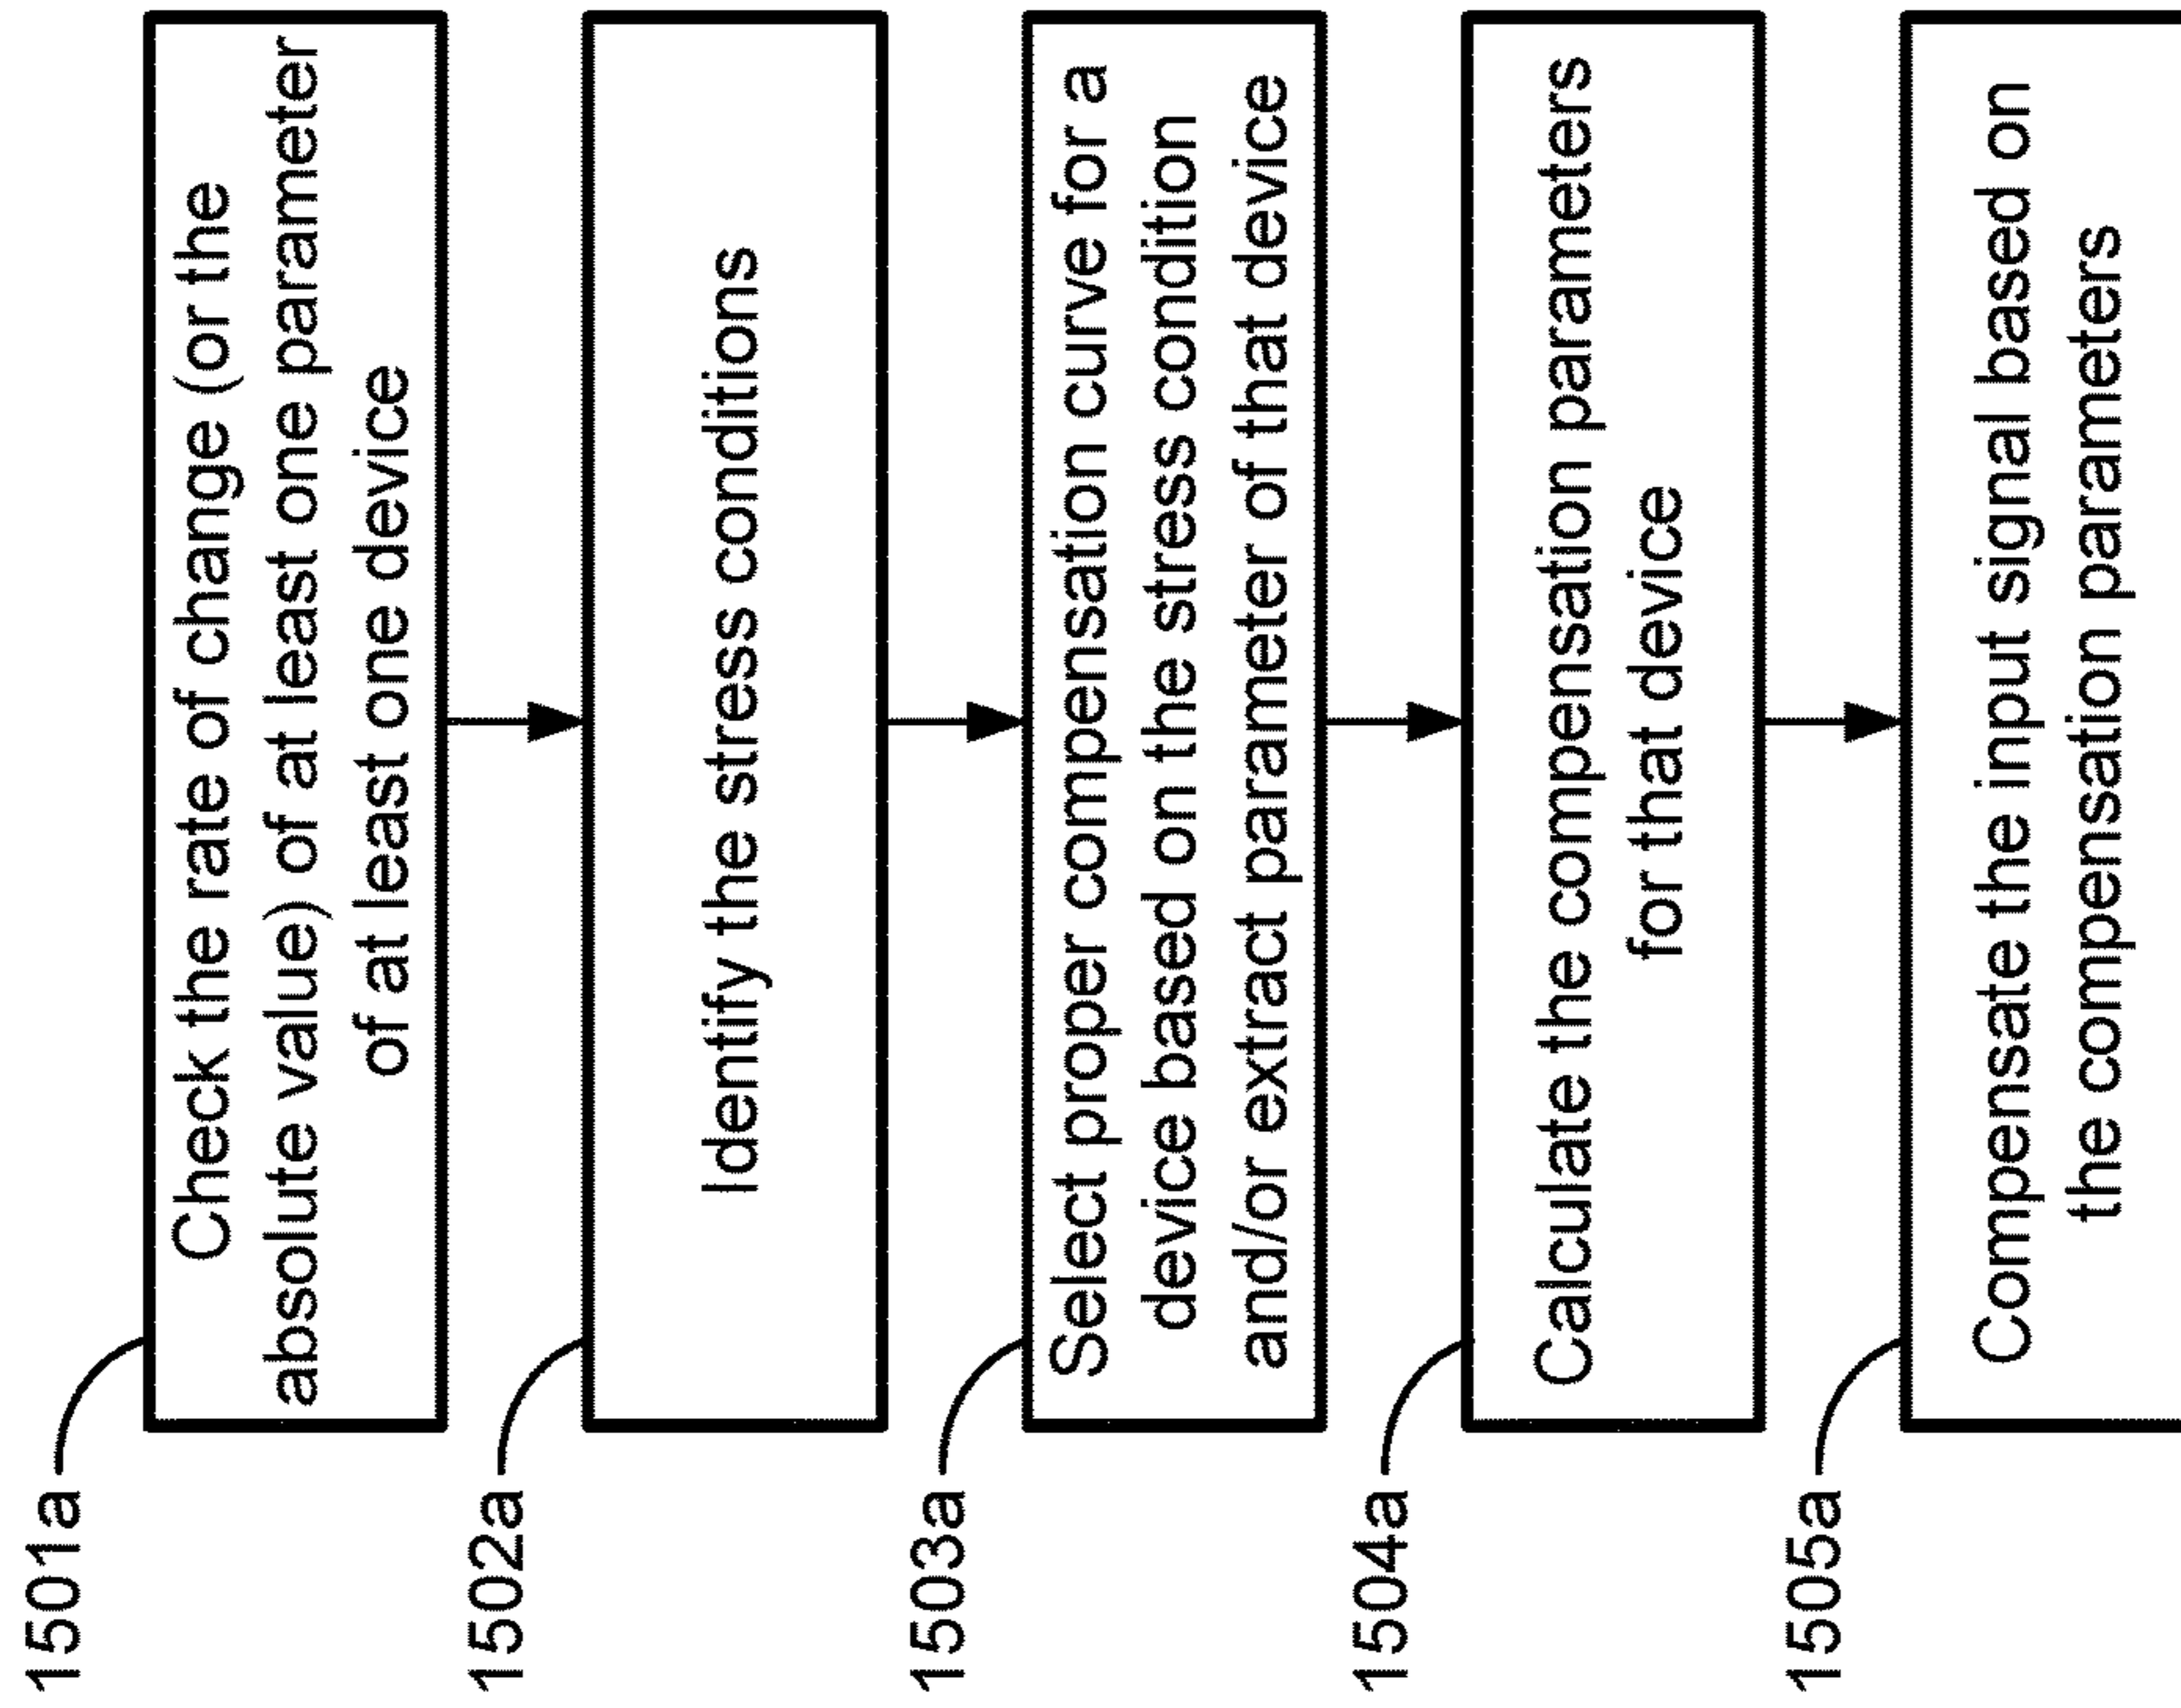 1501a
Check the rate of change (or the
absolute value) of at least one parameter
of at least one device
1502a
Identify the stress conditions
1503a
Select proper compensation curve for a
device based on the stress condition
and/or extract parameter of that device
1504a
Calculate the compensation parameters
for that device
1505a
Compensate the input signal based on
the compensation parameters